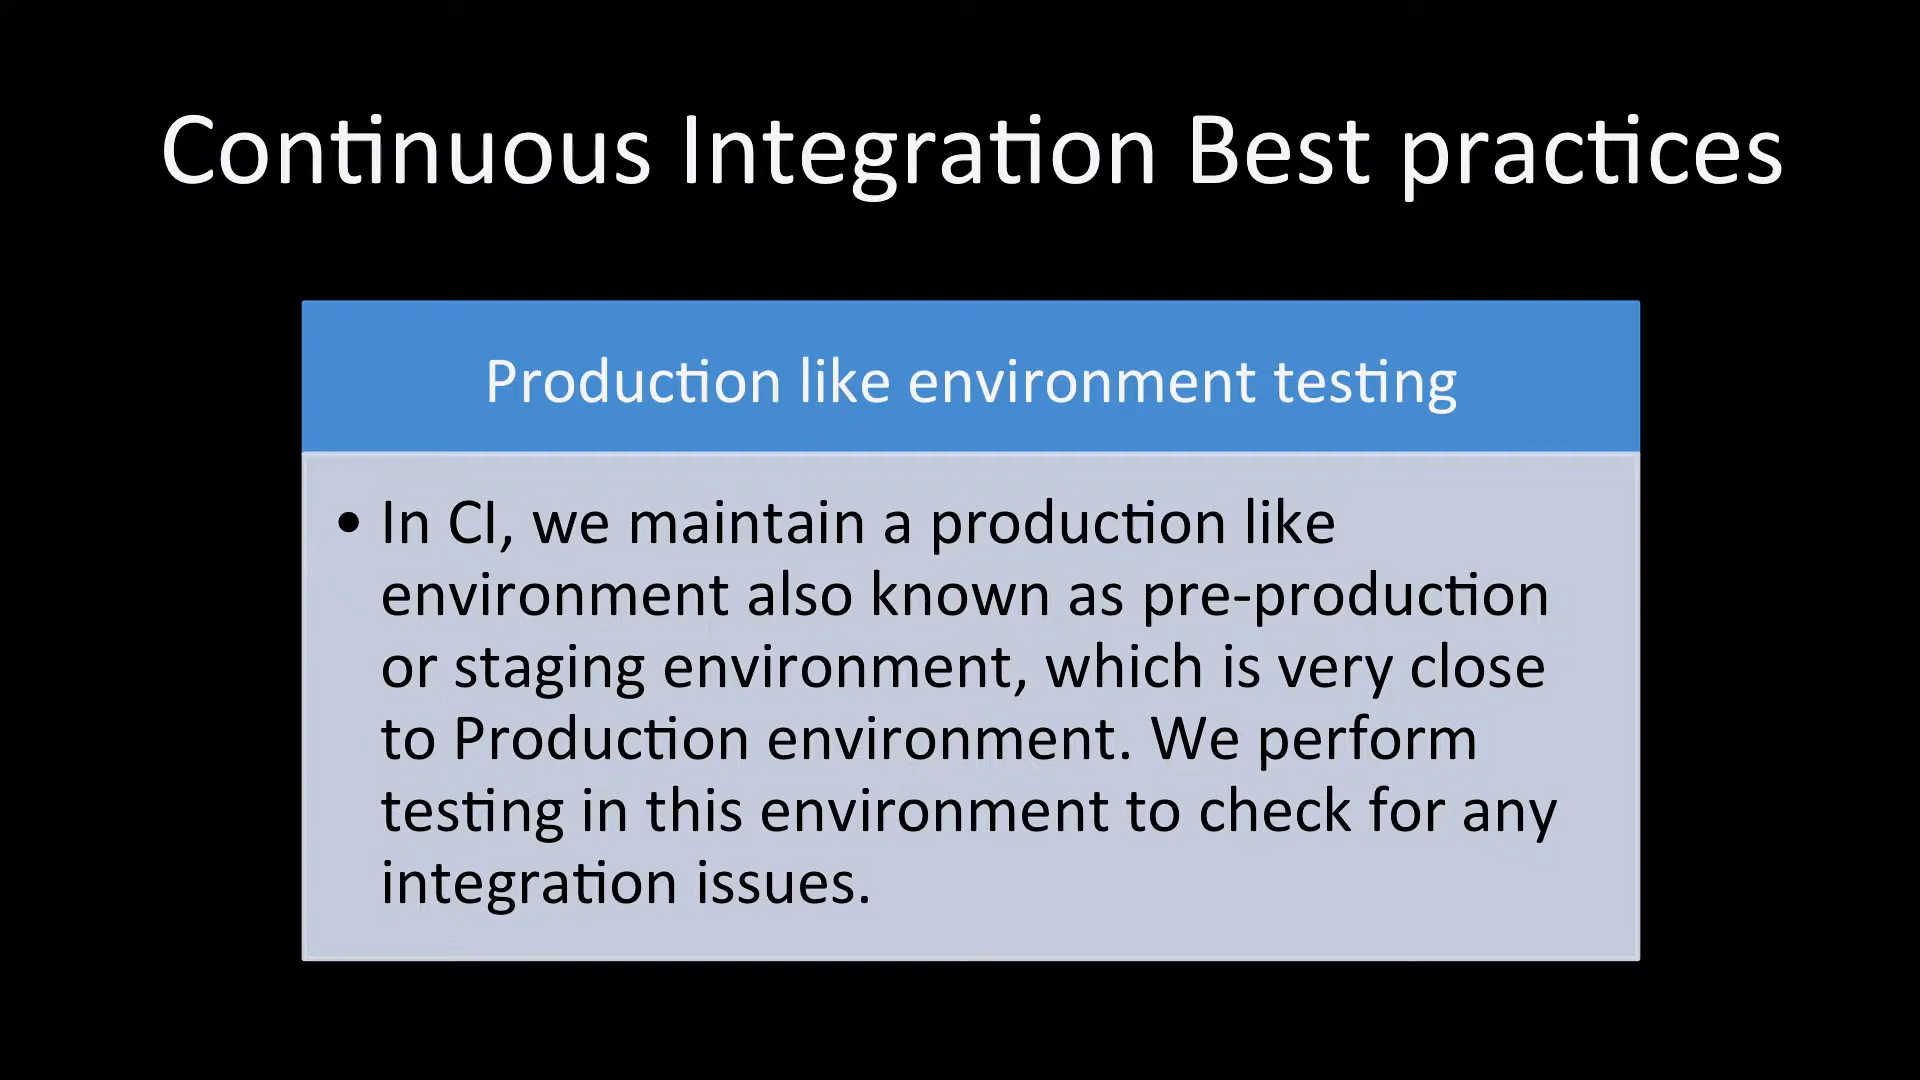 Continuous Integration Best practices
Production like environment testing
• In CI, we maintain a production like
environment also known as pre-production
or staging environment, which is very close
to Production environment. We perform
testing in this environment to check for any
integration issues.